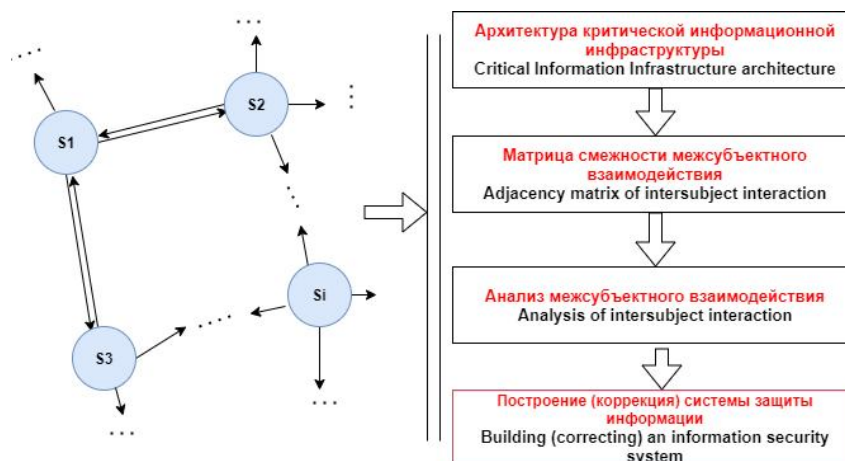 S1
S2
S3
Si
Архитектура критической информационной
инфраструктуры
Critical Information Infrastructure architecture
Матрица смежности межсубъектного
взаимодействия
Adjacency matrix of intersubject interaction
Анализ межсубъектного взаимодействия
Analysis of intersubject interaction
Построение (коррекция) системы защиты
информации
Building (correcting) an information security
system